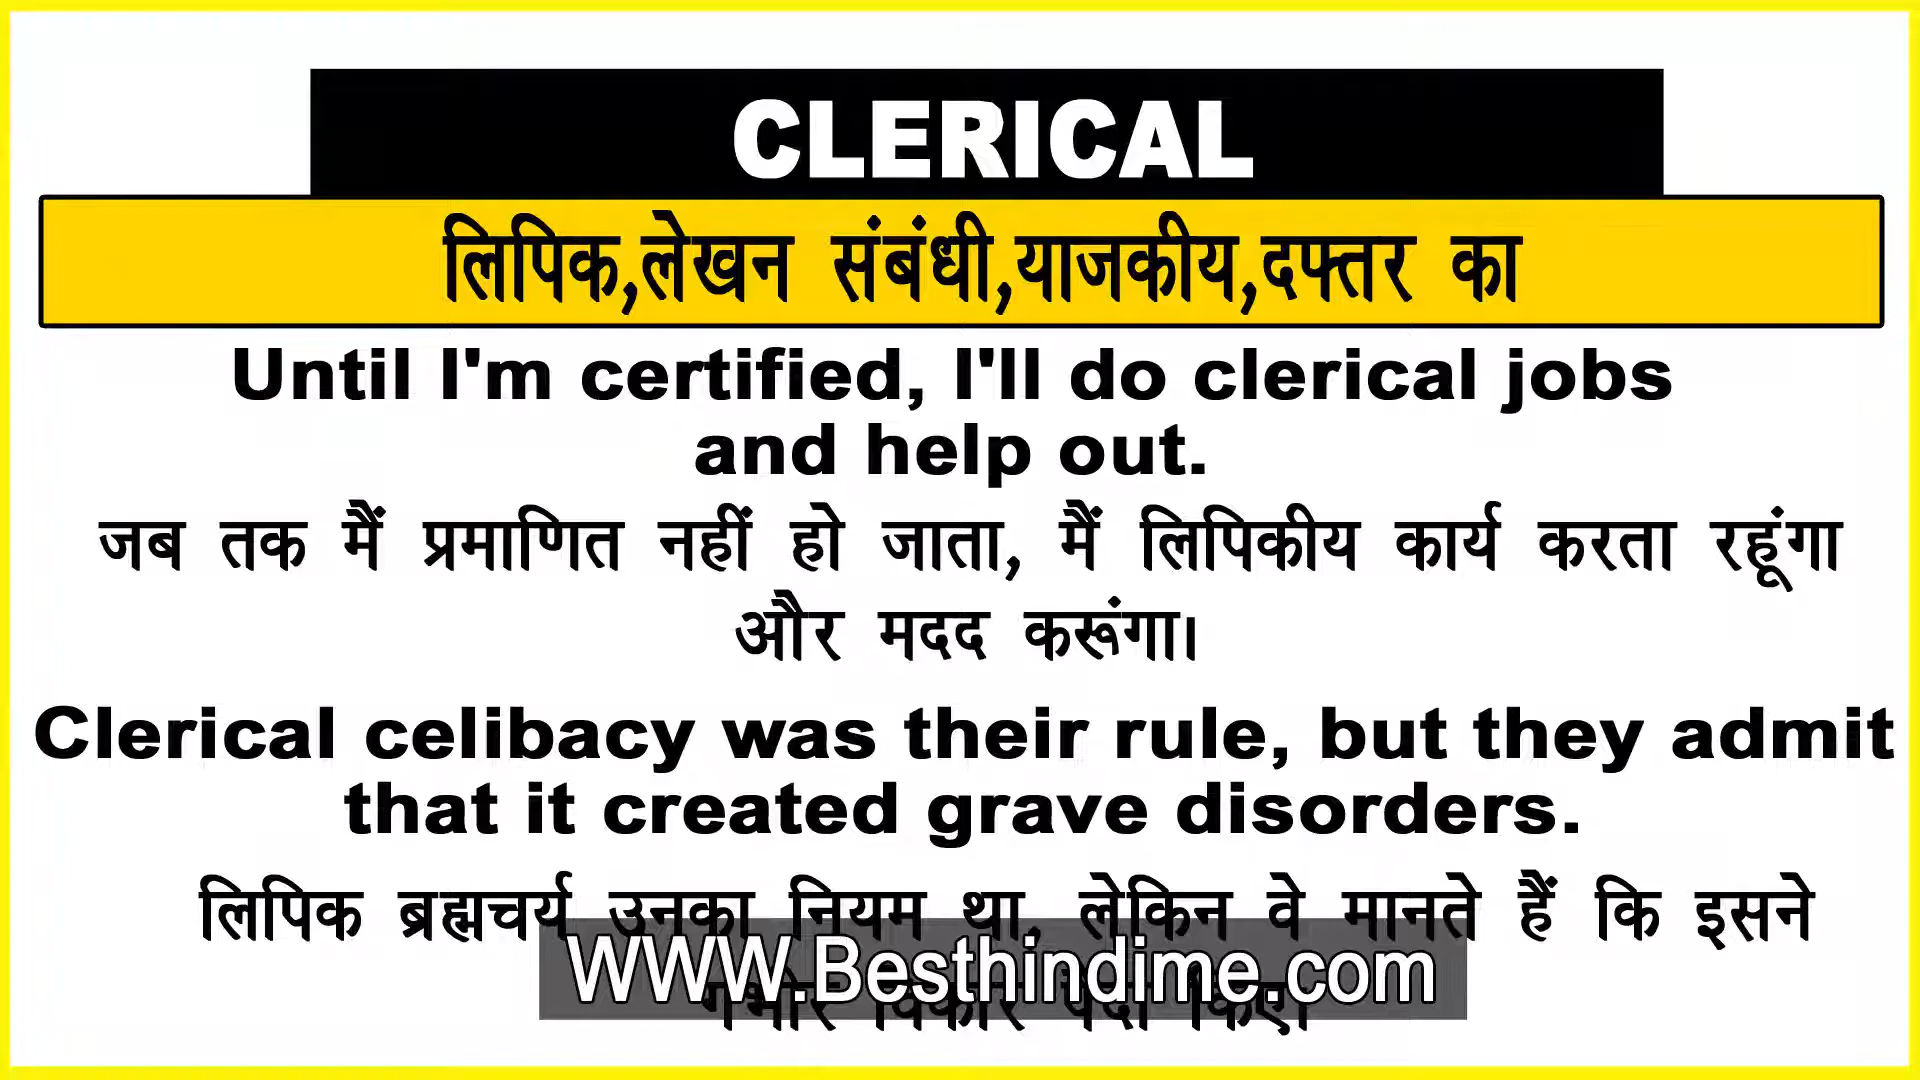 CLERICAL
लिपिक,लेखन संबंधी,याजकीय,दफ्तर का
Until I'm certified, I'll do clerical jobs
and help out.
जब तक मैं प्रमाणित नहीं हो जाता, मैं लिपिकीय कार्य करता रहूंगा
और मदद करूंगा।
Clerical celibacy was their rule, but they admit
that it created grave disorders.
लिपिक ब्रह्मचर्य उनका नियम था, लेकिन वे मानते हैं कि इसने
WWW.Besthindime.com
विकार पैदा किए।